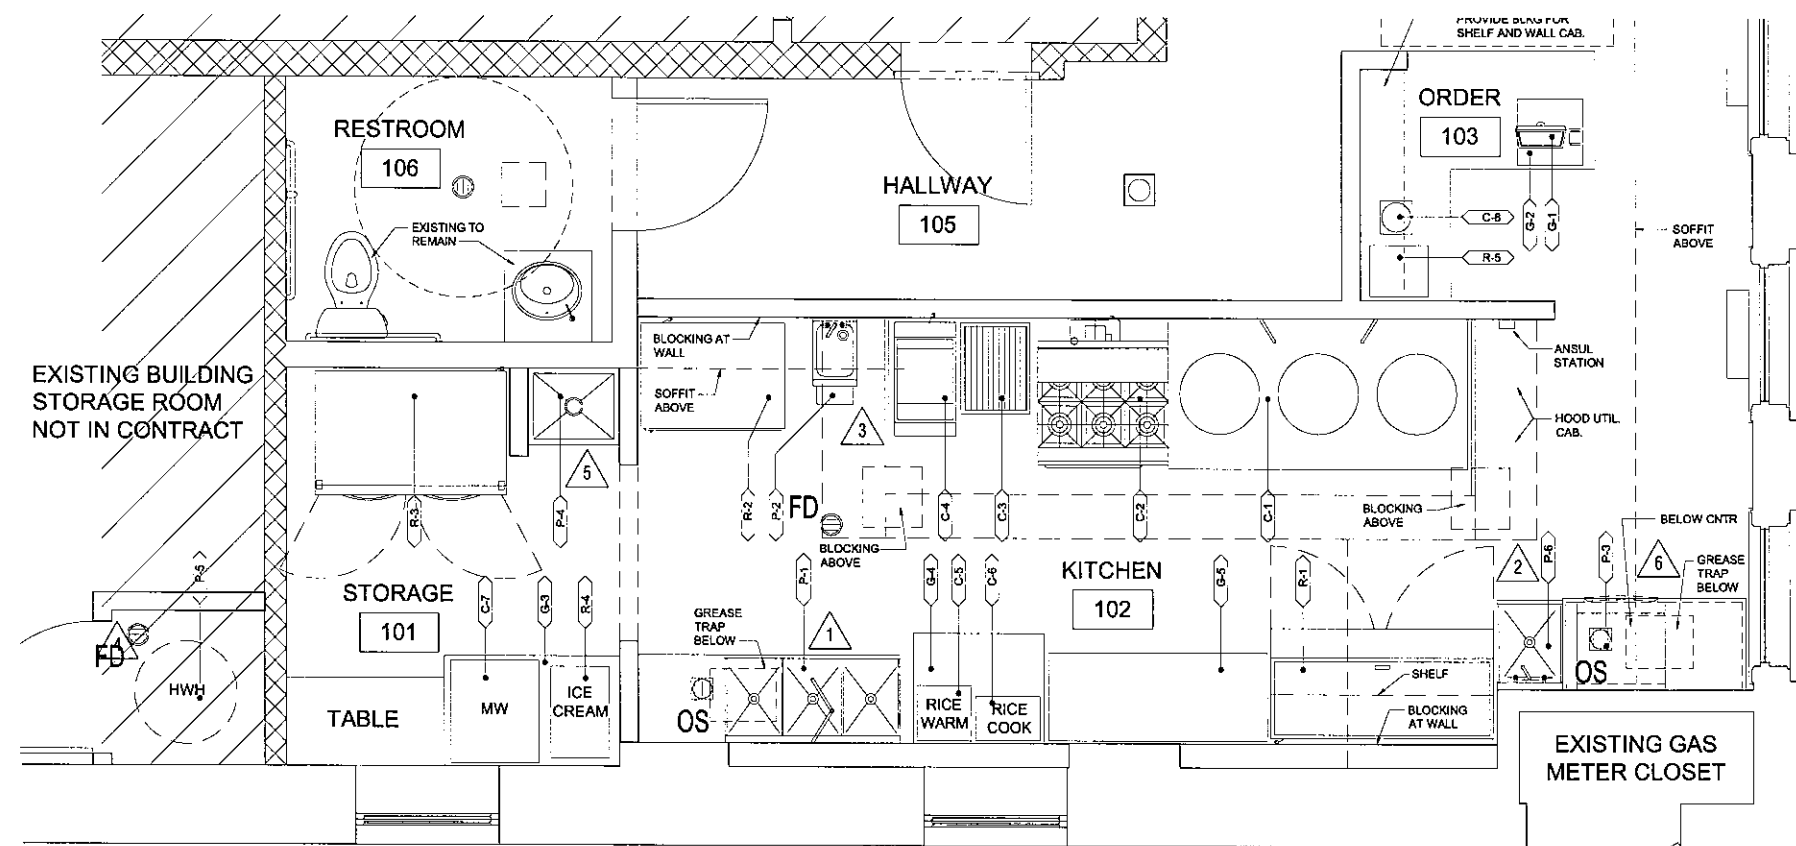 PROVIDE BLKG FOR
SHELF AND WALL CAB.
ORDER
103
RESTROOM
106
HALLWAY
105
EXISTING TO
REMAIN
C-8
G-2
G-1
R-5
SOFFIT
ABOVE
BLOCKING AT
WALL
SOFFIT
ABOVE
ANSUL
STATION
HOOD UTIL.
CAB.
EXISTING BUILDING
STORAGE ROOM
NOT IN CONTRACT
3
5
R-3
P-4
R-2
P-2
FD
C-4
C-3
C-2
C-1
BLOCKING
ABOVE
BLOCKING
ABOVE
BELOW CNTR
GREASE
TRAP
BELOW
2
P-6
P-3
6
P-5
STORAGE
101
C-7
G-3
R-4
P-1
G-4
C-5
C-6
KITCHEN
102
G-5
R-1
GREASE
TRAP
BELOW
1
4
FD
HWH
TABLE
MW
ICE
CREAM
OS
RICE
WARM
RICE
COOK
SHELF
BLOCKING
AT WALL
OS
EXISTING GAS
METER CLOSET